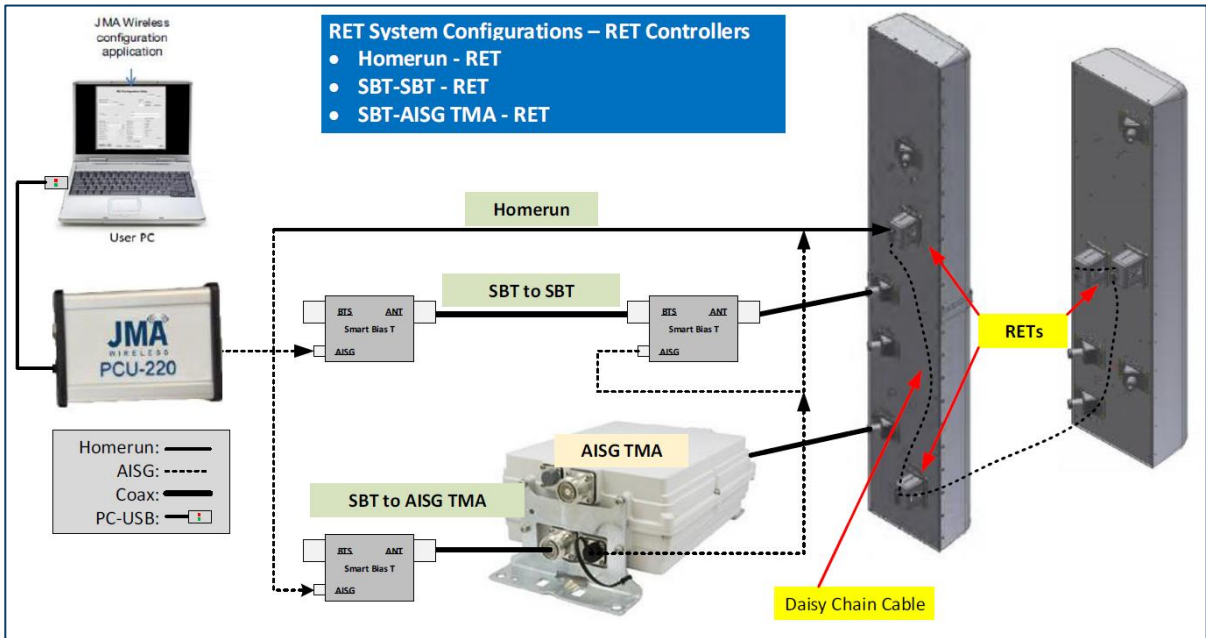 JMA Wireless
configuration
application
RET System Configurations – RET Controllers
• Homerun - RET
• SBT-SBT - RET
• SBT-AISG TMA - RET
User PC
Homerun
SBT to SBT
BTS ANT
Smart Bias T
AISG
BTS ANT
Smart Bias T
AISG
RETs
JMA
WIRELESS
PCU-220
Homerun:
AISG:
Coax:
PC-USB:
AISG TMA
SBT to AISG TMA
BTS ANT
Smart Bias T
AISG
Daisy Chain Cable